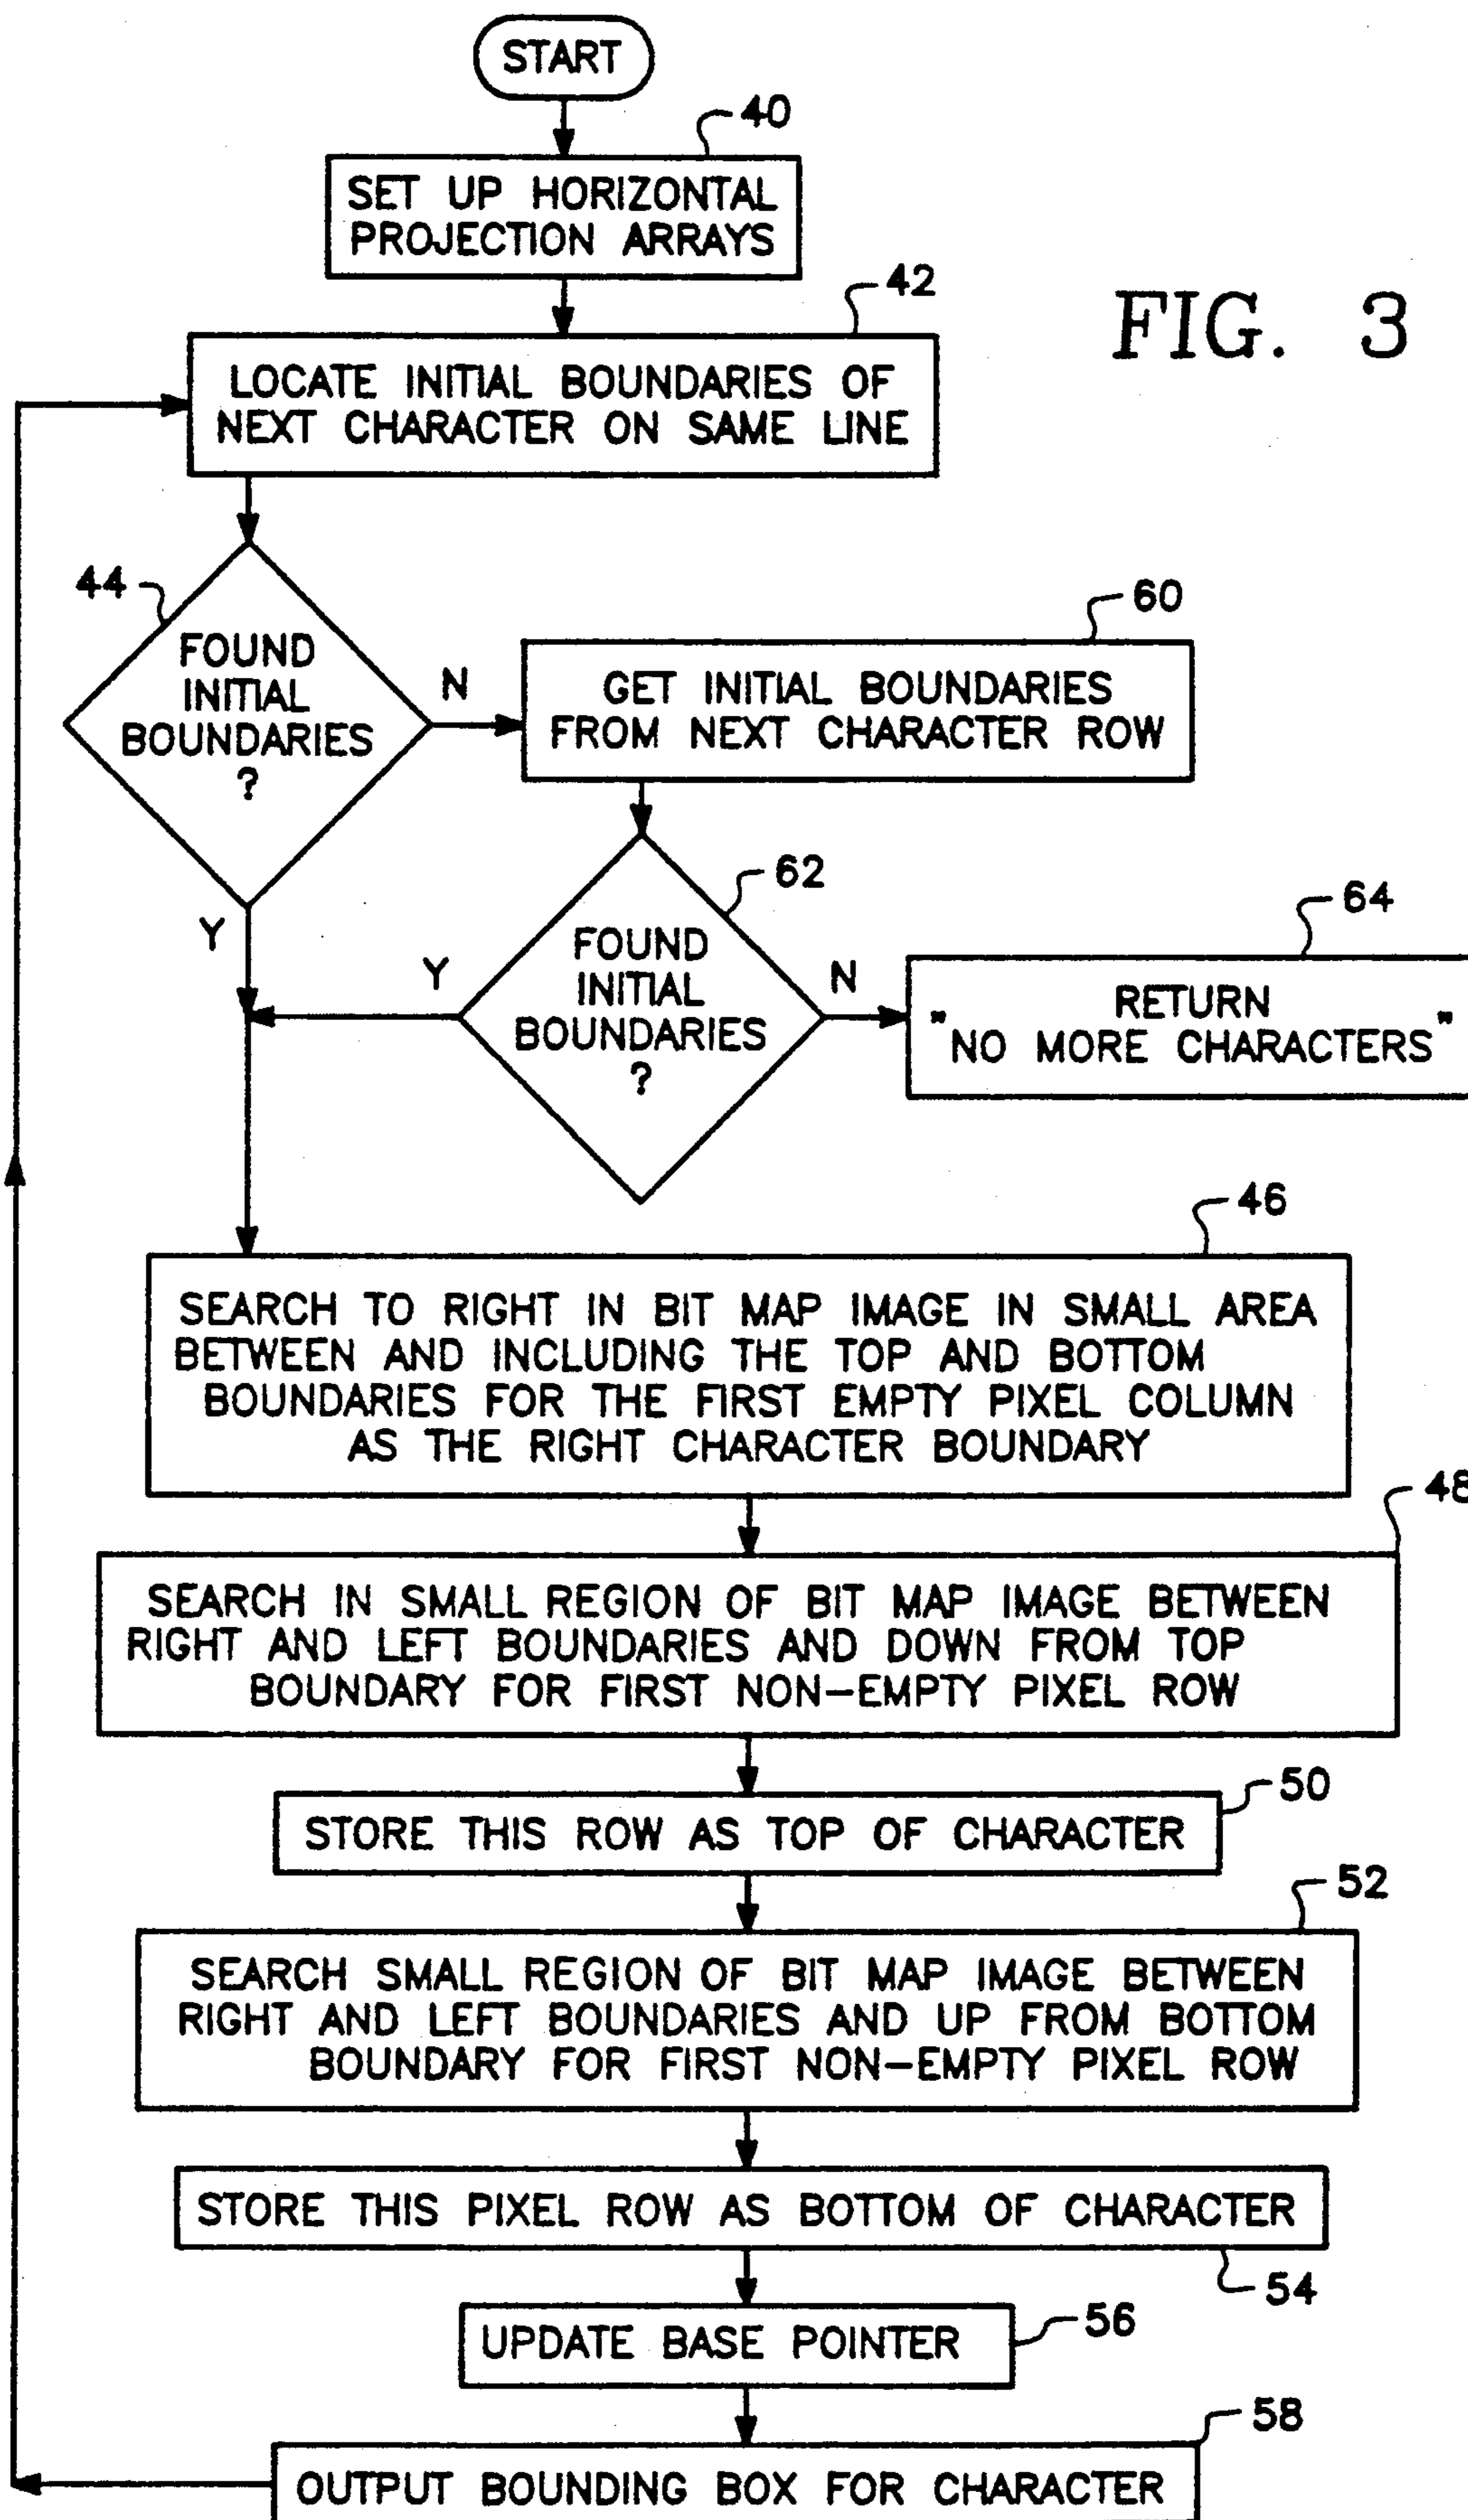 START
40
SET UP HORIZONTAL
PROJECTION ARRAYS
42
FIG. 3
LOCATE INITIAL BOUNDARIES OF
NEXT CHARACTER ON SAME LINE
44
FOUND
INITIAL
BOUNDARIES
?
N
60
GET INITIAL BOUNDARIES
FROM NEXT CHARACTER ROW
Y
62
FOUND
INITIAL
BOUNDARIES
?
Y
N
64
RETURN
"NO MORE CHARACTERS"
46
SEARCH TO RIGHT IN BIT MAP IMAGE IN SMALL AREA
BETWEEN AND INCLUDING THE TOP AND BOTTOM
BOUNDARIES FOR THE FIRST EMPTY PIXEL COLUMN
AS THE RIGHT CHARACTER BOUNDARY
48
SEARCH IN SMALL REGION OF BIT MAP IMAGE BETWEEN
RIGHT AND LEFT BOUNDARIES AND DOWN FROM TOP
BOUNDARY FOR FIRST NON-EMPTY PIXEL ROW
50
STORE THIS ROW AS TOP OF CHARACTER
52
SEARCH SMALL REGION OF BIT MAP IMAGE BETWEEN
RIGHT AND LEFT BOUNDARIES AND UP FROM BOTTOM
BOUNDARY FOR FIRST NON-EMPTY PIXEL ROW
STORE THIS PIXEL ROW AS BOTTOM OF CHARACTER
54
UPDATE BASE POINTER
56
58
OUTPUT BOUNDING BOX FOR CHARACTER